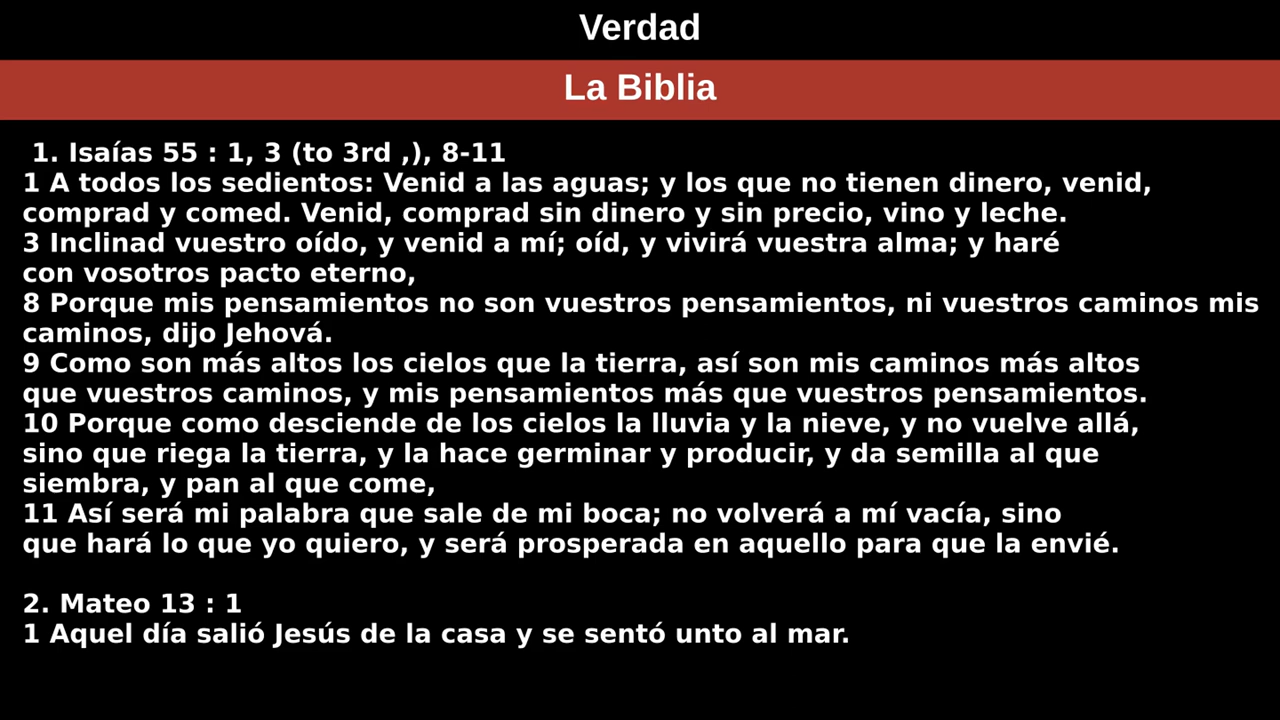 Verdad
La Biblia
1. Isaías 55 : 1, 3 (to 3rd ,), 8-11
1 A todos los sedientos: Venid a las aguas; y los que no tienen dinero, venid,
comprad y comed. Venid, comprad sin dinero y sin precio, vino y leche.
3 Inclinad vuestro oído, y venid a mí; oíd, y vivirá vuestra alma; y haré
con vosotros pacto eterno,
8 Porque mis pensamientos no son vuestros pensamientos, ni vuestros caminos mis
caminos, dijo Jehová.
9 Como son más altos los cielos que la tierra, así son mis caminos más altos
que vuestros caminos, y mis pensamientos más que vuestros pensamientos.
10 Porque como desciende de los cielos la lluvia y la nieve, y no vuelve allá,
sino que riega la tierra, y la hace germinar y producir, y da semilla al que
siembra, y pan al que come,
11 Así será mi palabra que sale de mi boca; no volverá a mí vacía, sino
que hará lo que yo quiero, y será prosperada en aquello para que la envié.
2. Mateo 13 : 1
1 Aquel día salió Jesús de la casa y se sentó unto al mar.